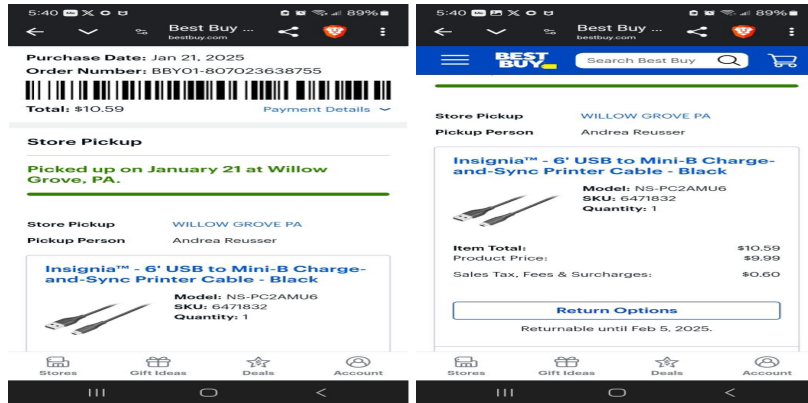 5:40
89%
Best Buy ...
bestbuy.com
Purchase Date: Jan 21, 2025
Order Number: BBY01-807023638755
Total: $10.59
Payment Details
Store Pickup
Picked up on January 21 at Willow
Grove, PA.
Store Pickup WILLOW GROVE PA
Pickup Person Andrea Reusser
Insignia™ - 6' USB to Mini-B Charge-
and-Sync Printer Cable - Black
Model: NS-PC2AMU6
SKU: 6471832
Quantity: 1
Stores Gift Ideas Deals Account
5:40
89%
Best Buy ...
bestbuy.com
BEST
BUY
Search Best Buy
Store Pickup WILLOW GROVE PA
Pickup Person Andrea Reusser
Insignia™ - 6' USB to Mini-B Charge-
and-Sync Printer Cable - Black
Model: NS-PC2AMU6
SKU: 6471832
Quantity: 1
Item Total: $10.59
Product Price: $9.99
Sales Tax, Fees & Surcharges: $0.60
Return Options
Returnable until Feb 5, 2025.
Stores Gift Ideas Deals Account